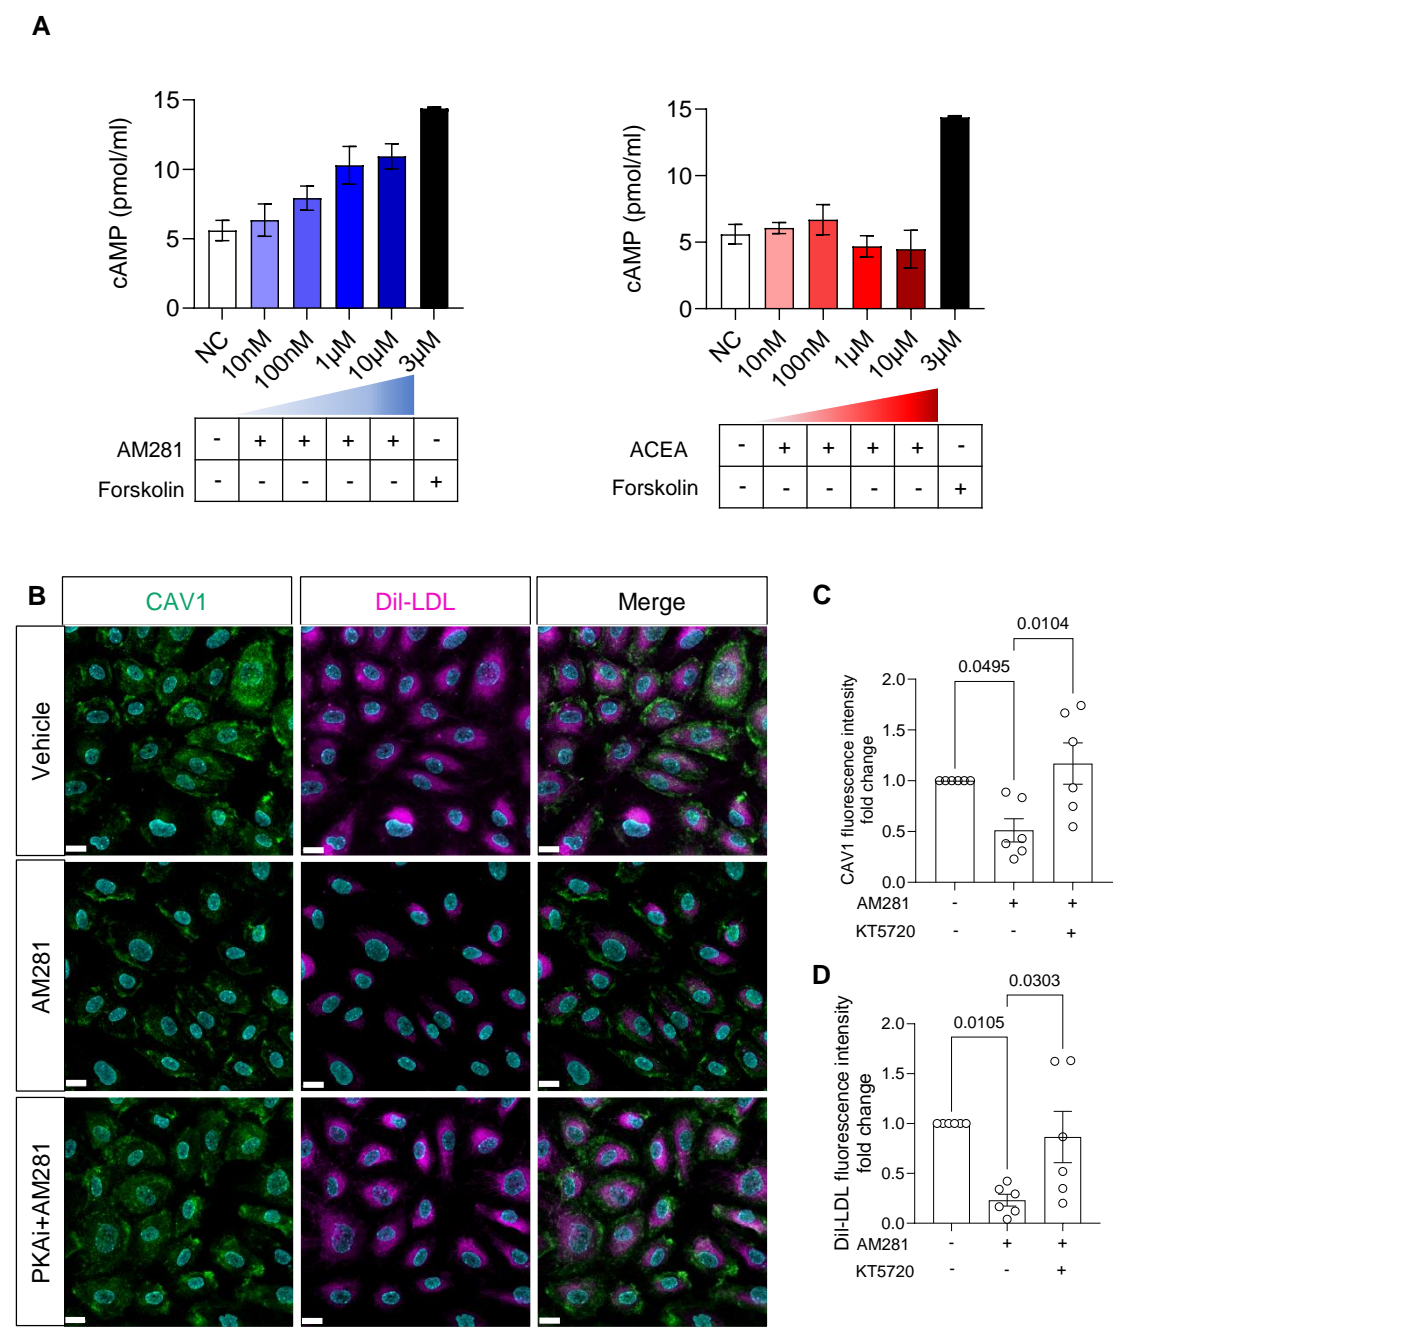 A
cAMP (pmol/ml)
15
10
5
0
NC
10nM
100nM
1µM
10µM
3µM
AM281
- + + + + -
Forskolin
- - - - - +
cAMP (pmol/ml)
15
10
5
0
NC
10nM
100nM
1µM
10µM
3µM
ACEA
- + + + + -
Forskolin
- - - - - +
B
CAV1
Dil-LDL
Merge
Vehicle
AM281
PKAi+AM281
C
CAV1 fluorescence intensity
fold change
2.0
1.5
1.0
0.5
0.0
0.0495
0.0104
AM281 - + +
KT5720 - - +
D
Dil-LDL fluorescence intensity
fold change
2.0
1.5
1.0
0.5
0.0
0.0105
0.0303
AM281 - + +
KT5720 - - +